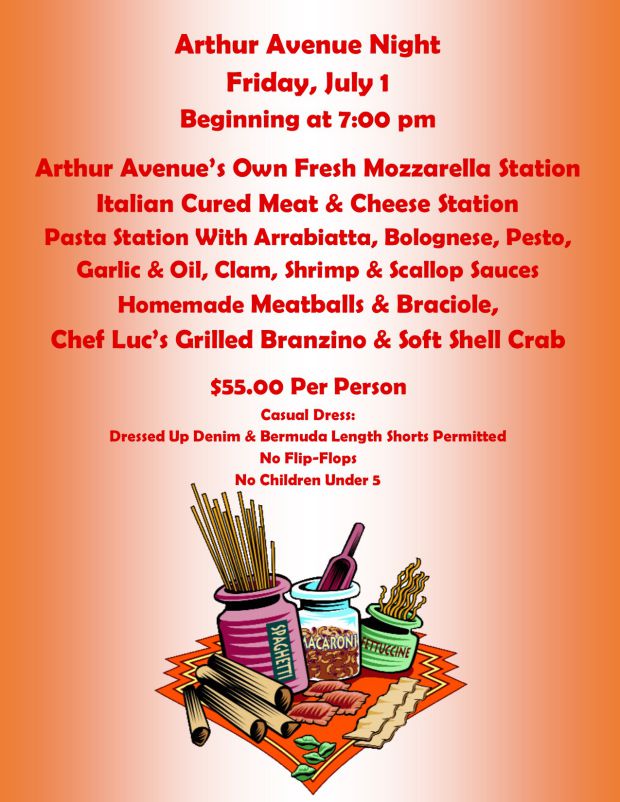 Arthur Avenue Night
Friday, July 1
Beginning at 7:00 pm
Arthur Avenue's Own Fresh Mozzarella Station
Italian Cured Meat & Cheese Station
Pasta Station With Arrabiatta, Bolognese, Pesto,
Garlic & Oil, Clam, Shrimp & Scallop Sauces
Homemade Meatballs & Braciole,
Chef Luc's Grilled Branzino & Soft Shell Crab
$55.00 Per Person
Casual Dress:
Dressed Up Denim & Bermuda Length Shorts Permitted
No Flip-Flops
No Children Under 5
SPAGHETTI
MACARONI
FETTUCCINE